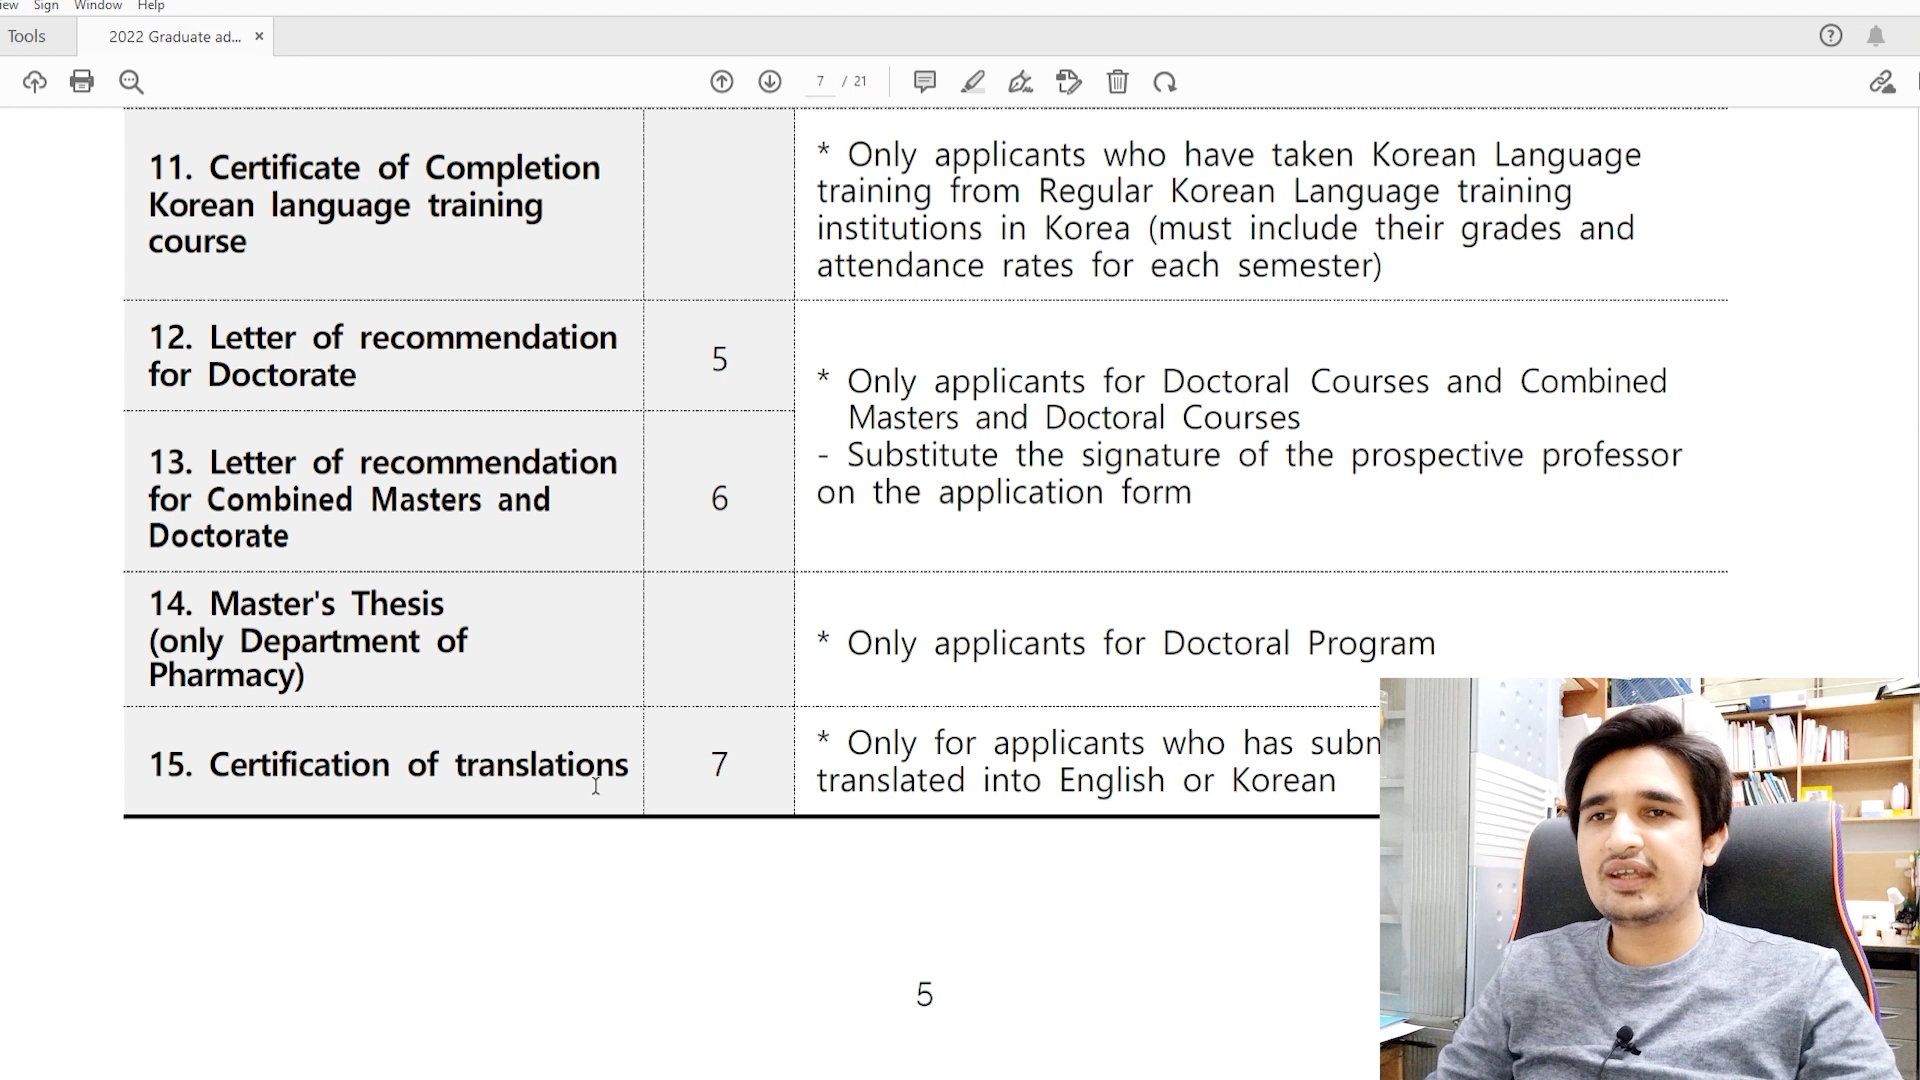 Sign Window Help
Tools
2022 Graduate ad...
7 / 21
11. Certificate of Completion
Korean language training
course
* Only applicants who have taken Korean Language
training from Regular Korean Language training
institutions in Korea (must include their grades and
attendance rates for each semester)
12. Letter of recommendation
for Doctorate
5
* Only applicants for Doctoral Courses and Combined
Masters and Doctoral Courses
- Substitute the signature of the prospective professor
on the application form
13. Letter of recommendation
for Combined Masters and
Doctorate
6
14. Master's Thesis
(only Department of
Pharmacy)
* Only applicants for Doctoral Program
15. Certification of translations
7
* Only for applicants who has
translated into English or Korean
5